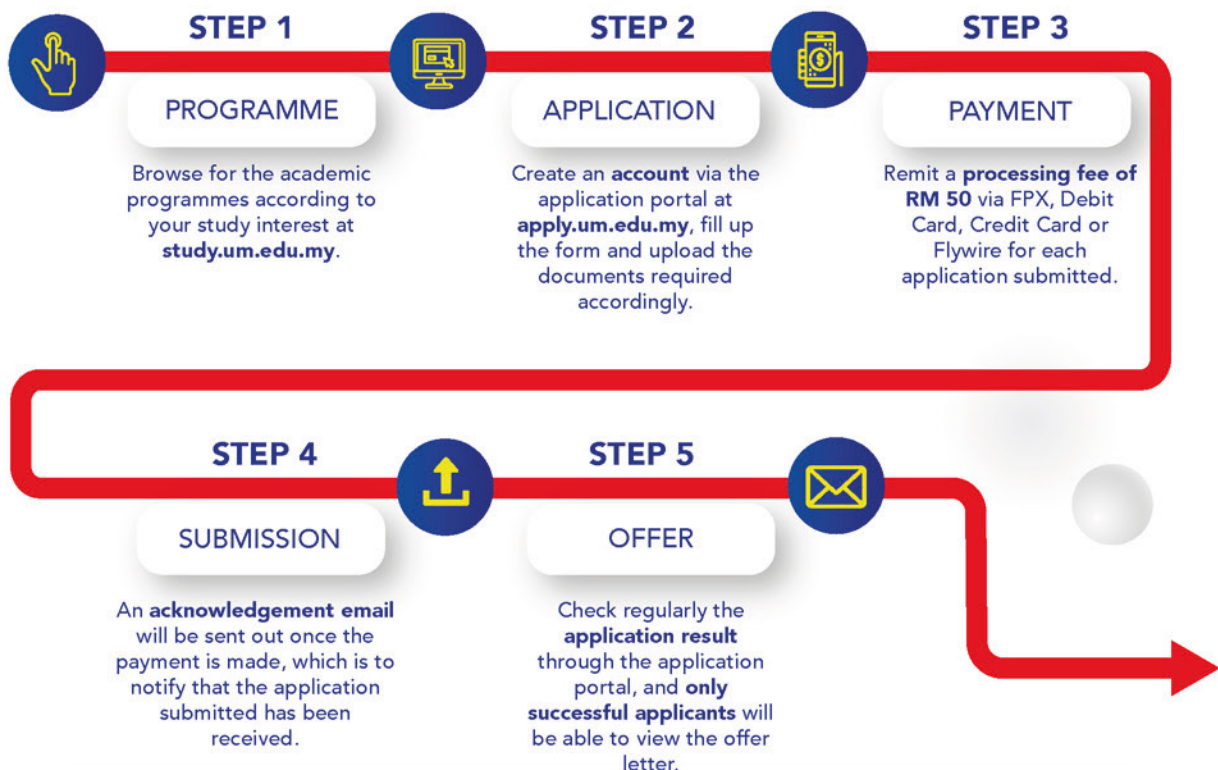 STEP 1
PROGRAMME
Browse for the academic
programmes according to
your study interest at
study.um.edu.my.
STEP 2
APPLICATION
Create an account via the
application portal at
apply.um.edu.my, fill up
the form and upload the
documents required
accordingly.
STEP 3
PAYMENT
Remit a processing fee of
RM 50 via FPX, Debit
Card, Credit Card or
Flywire for each
application submitted.
STEP 4
SUBMISSION
An acknowledgement email
will be sent out once the
payment is made, which is to
notify that the application
submitted has been
received.
STEP 5
OFFER
Check regularly the
application result
through the application
portal, and only
successful applicants will
be able to view the offer
letter.